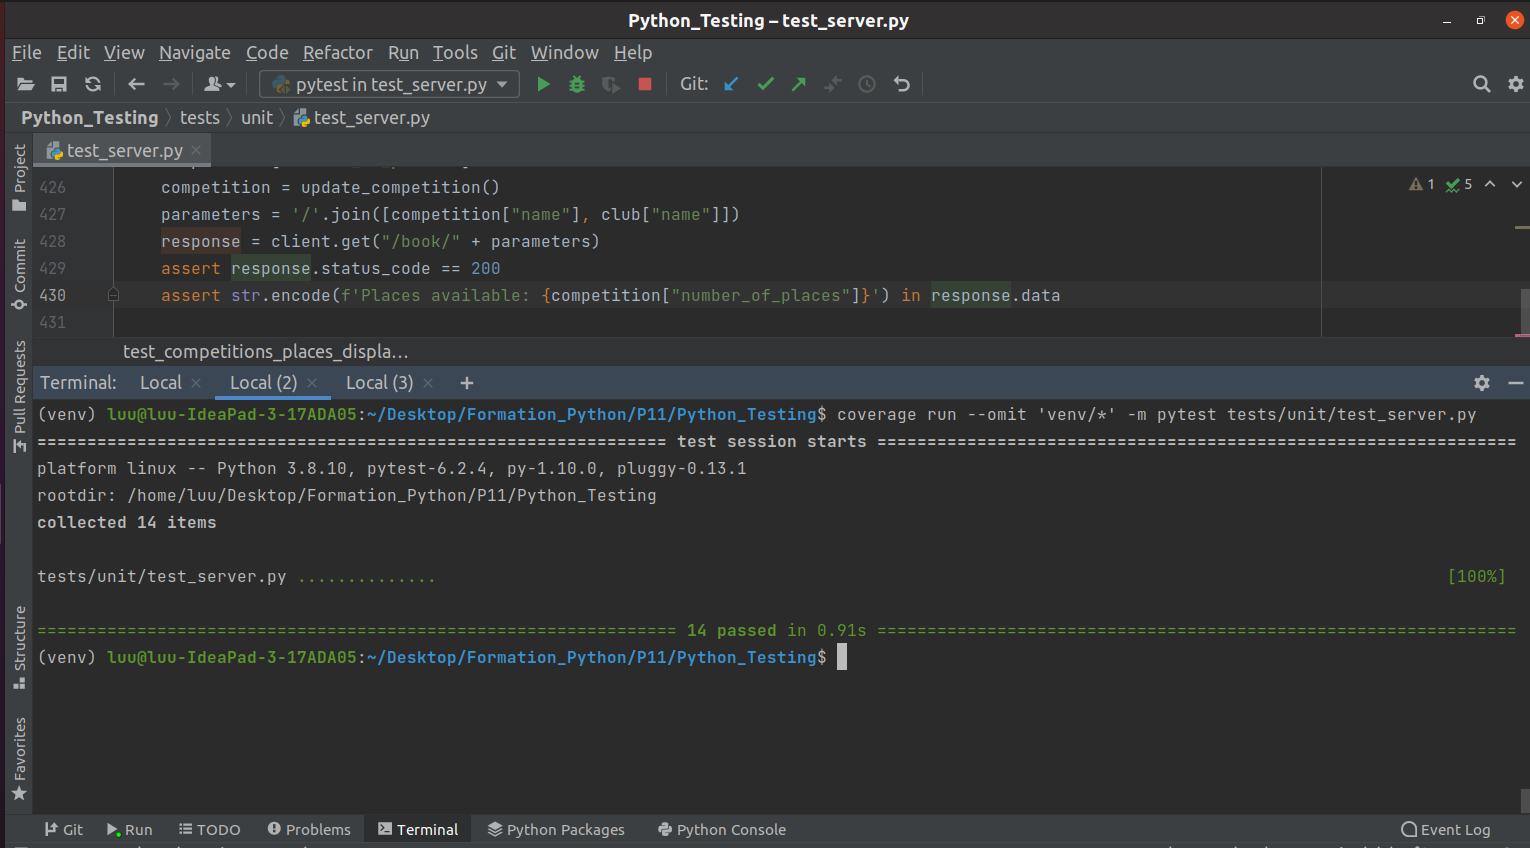 Python_Testing – test_server.py
File Edit View Navigate Code Refactor Run Tools Git Window Help
pytest in test_server.py Git:
Python_Testing tests unit test_server.py
test_server.py
Project
Commit
Pull Requests
Structure
Favorites
426 competition = update_competition()
1 5
427 parameters = '/'.join([competition["name"], club["name"]])
428 response = client.get("/book/" + parameters)
429 assert response.status_code == 200
430 assert str.encode(f'Places available: {competition["number_of_places"]}') in response.data
431
test_competitions_places_displa...
Terminal: Local Local (2) Local (3) +
(venv) luu@luu-IdeaPad-3-17ADA05:~/Desktop/Formation_Python/P11/Python_Testing$ coverage run --omit 'venv/*' -m pytest tests/unit/test_server.py
=============================================================== test session starts ================================================================
platform linux -- Python 3.8.10, pytest-6.2.4, py-1.10.0, pluggy-0.13.1
rootdir: /home/luu/Desktop/Formation_Python/P11/Python_Testing
collected 14 items
tests/unit/test_server.py .............. [100%]
================================================================ 14 passed in 0.91s ================================================================
(venv) luu@luu-IdeaPad-3-17ADA05:~/Desktop/Formation_Python/P11/Python_Testing$
Git Run TODO Problems Terminal Python Packages Python Console Event Log